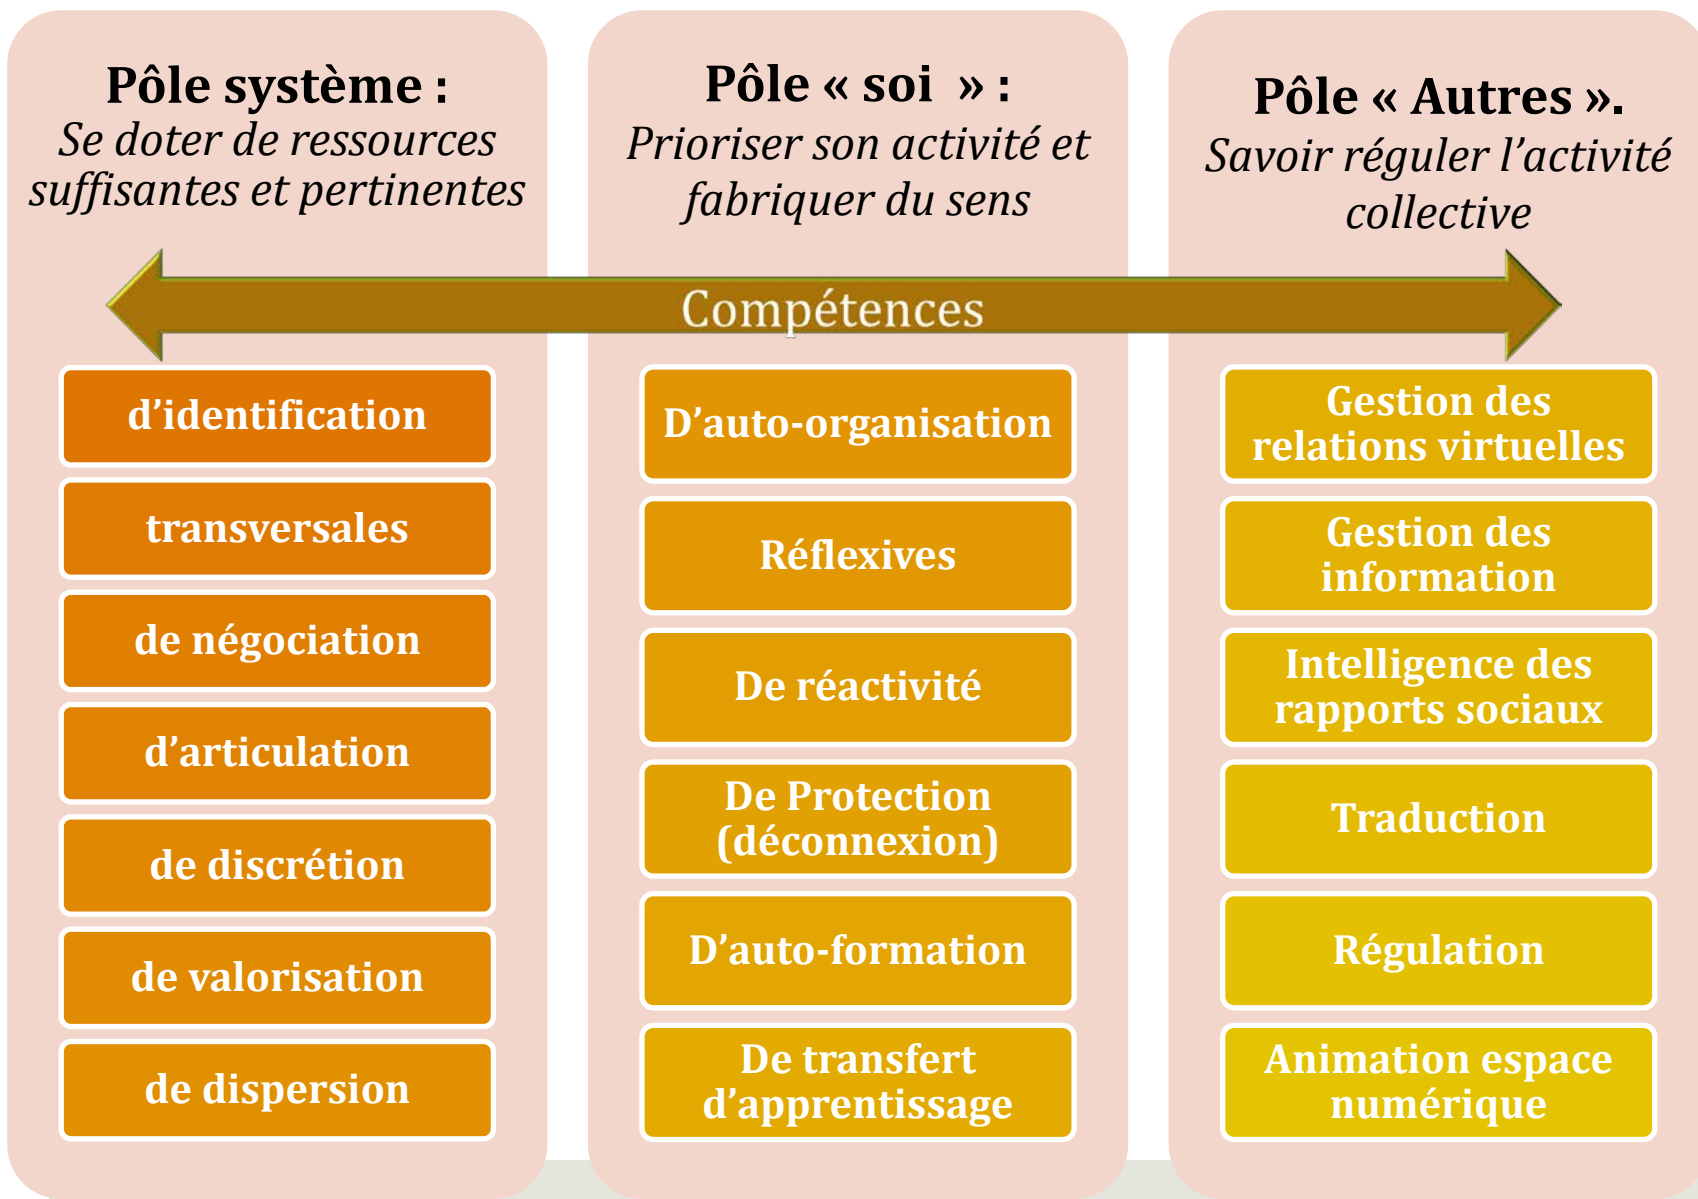 Pôle système :
Se doter de ressources
suffisantes et pertinentes
Pôle « soi » :
Prioriser son activité et
fabriquer du sens
Pôle « Autres ».
Savoir réguler l’activité
collective
Compétences
d’identification
transversales
de négociation
d’articulation
de discrétion
de valorisation
de dispersion
D’auto-organisation
Réflexives
De réactivité
De Protection
(déconnexion)
D’auto-formation
De transfert
d’apprentissage
Gestion des
relations virtuelles
Gestion des
information
Intelligence des
rapports sociaux
Traduction
Régulation
Animation espace
numérique